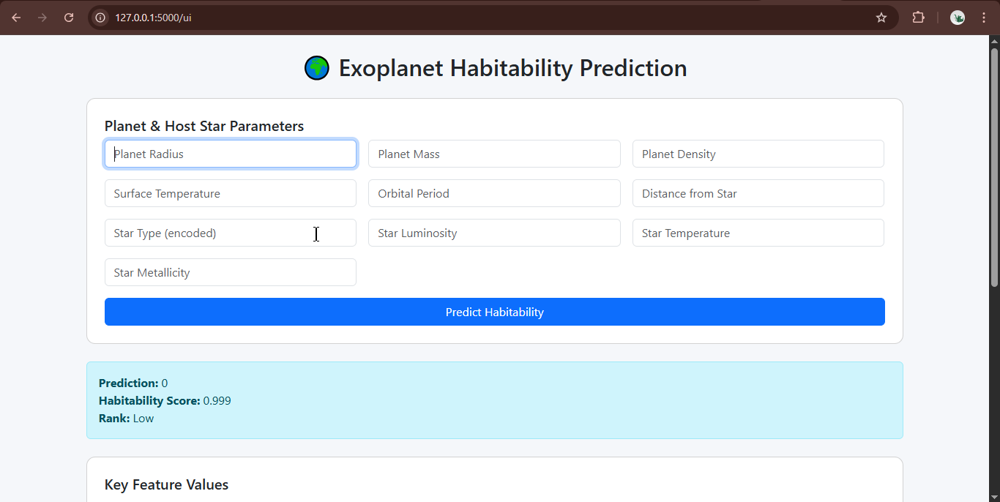 127.0.0.1:5000/ui
Exoplanet Habitability Prediction
Planet & Host Star Parameters
Planet Radius Planet Mass Planet Density
Surface Temperature Orbital Period Distance from Star
Star Type (encoded) Star Luminosity Star Temperature
Star Metallicity
Predict Habitability
Prediction: 0
Habitability Score: 0.999
Rank: Low
Key Feature Values